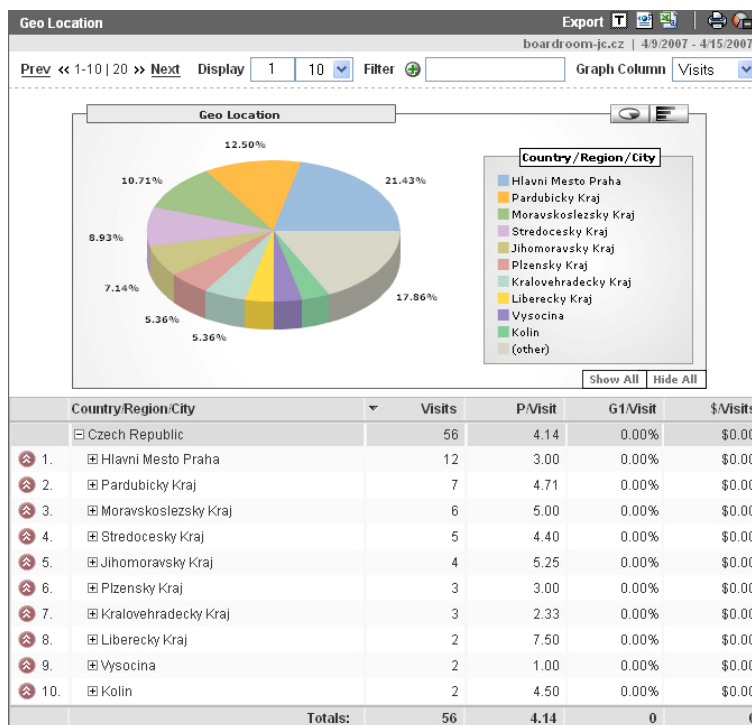 Geo Location Export T
boardroom-jc.cz | 4/9/2007 - 4/15/2007
Prev « 1-10 | 20 » Next Display 1 10 Filter Graph Column Visits
Geo Location
12.50%
10.71%
21.43%
8.93%
7.14%
5.36%
5.36%
17.86%
Country/Region/City
Hlavni Mesto Praha
Pardubicky Kraj
Moravskoslezsky Kraj
Stredocesky Kraj
Jihomoravsky Kraj
Plzensky Kraj
Kralovehradecky Kraj
Liberecky Kraj
Vysocina
Kolin
(other)
Show All Hide All
Country/Region/City Visits P/Visit G1/Visit $/Visits
Czech Republic 56 4.14 0.00% $0.00
1. Hlavni Mesto Praha 12 3.00 0.00% $0.00
2. Pardubicky Kraj 7 4.71 0.00% $0.00
3. Moravskoslezsky Kraj 6 5.00 0.00% $0.00
4. Stredocesky Kraj 5 4.40 0.00% $0.00
5. Jihomoravsky Kraj 4 5.25 0.00% $0.00
6. Plzensky Kraj 3 3.00 0.00% $0.00
7. Kralovehradecky Kraj 3 2.33 0.00% $0.00
8. Liberecky Kraj 2 7.50 0.00% $0.00
9. Vysocina 2 1.00 0.00% $0.00
10. Kolin 2 4.50 0.00% $0.00
Totals: 56 4.14 0